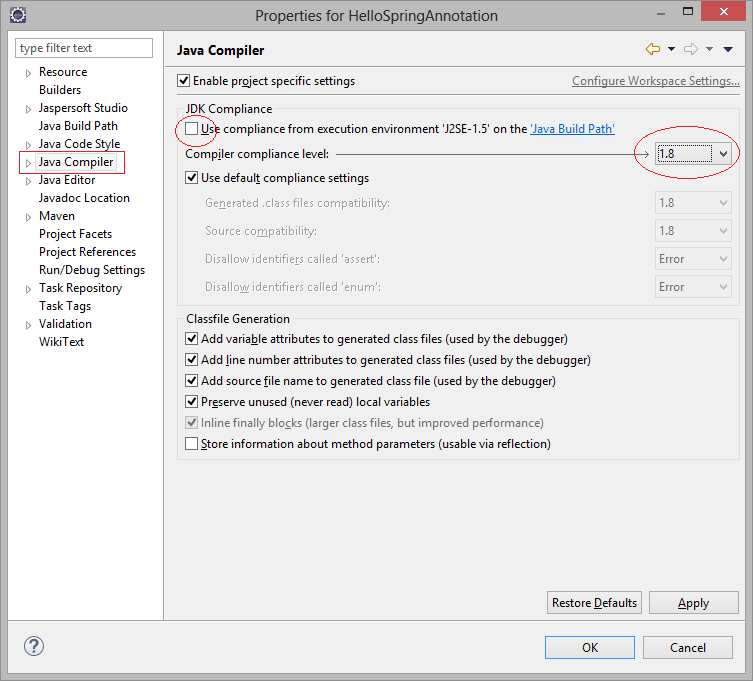 Properties for HelloSpringAnnotation
type filter text
Resource
Builders
Jaspersoft Studio
Java Build Path
Java Code Style
Java Compiler
Java Editor
Javadoc Location
Maven
Project Facets
Project References
Run/Debug Settings
Task Repository
Task Tags
Validation
WikiText
Java Compiler
Enable project specific settings
Configure Workspace Settings...
JDK Compliance
Use compliance from execution environment 'J2SE-1.5' on the 'Java Build Path'
Compiler compliance level: 1.8
Use default compliance settings
Generated .class files compatibility: 1.8
Source compatibility: 1.8
Disallow identifiers called 'assert': Error
Disallow identifiers called 'enum': Error
Classfile Generation
Add variable attributes to generated class files (used by the debugger)
Add line number attributes to generated class files (used by the debugger)
Add source file name to generated class file (used by the debugger)
Preserve unused (never read) local variables
Inline finally blocks (larger class files, but improved performance)
Store information about method parameters (usable via reflection)
Restore Defaults Apply
? OK Cancel